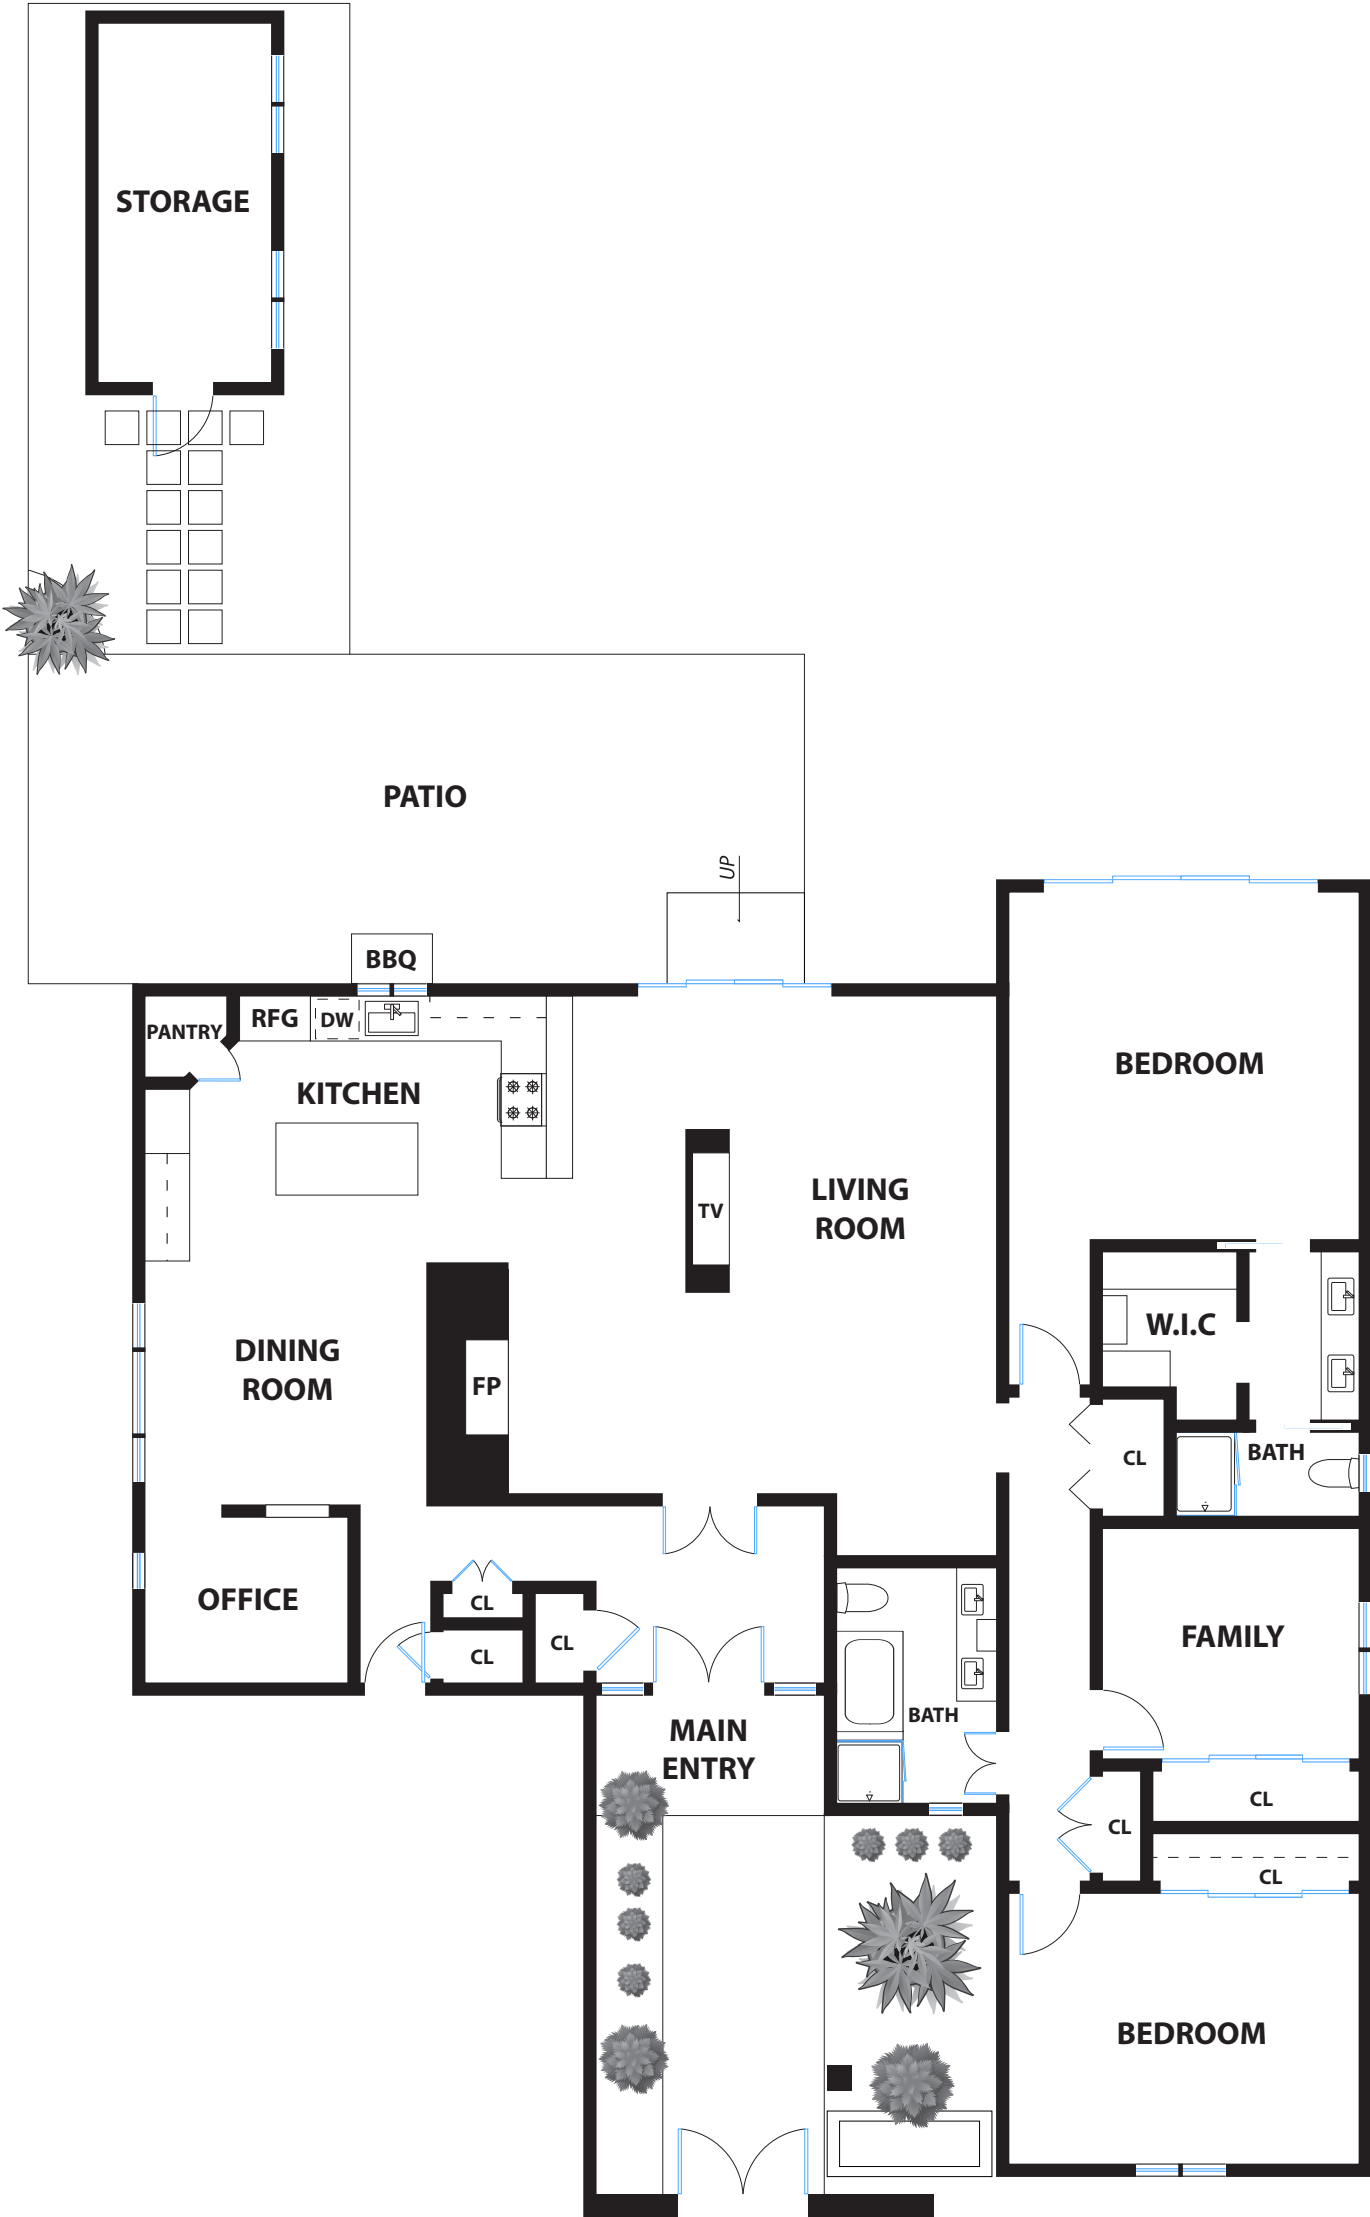 STORAGE
PATIO
UP
BBQ
PANTRY
RFG
DW
KITCHEN
BEDROOM
TV
LIVING
ROOM
W.I.C
DINING
ROOM
FP
CL
BATH
OFFICE
CL
CL
CL
FAMILY
BATH
MAIN
ENTRY
CL
CL
CL
BEDROOM